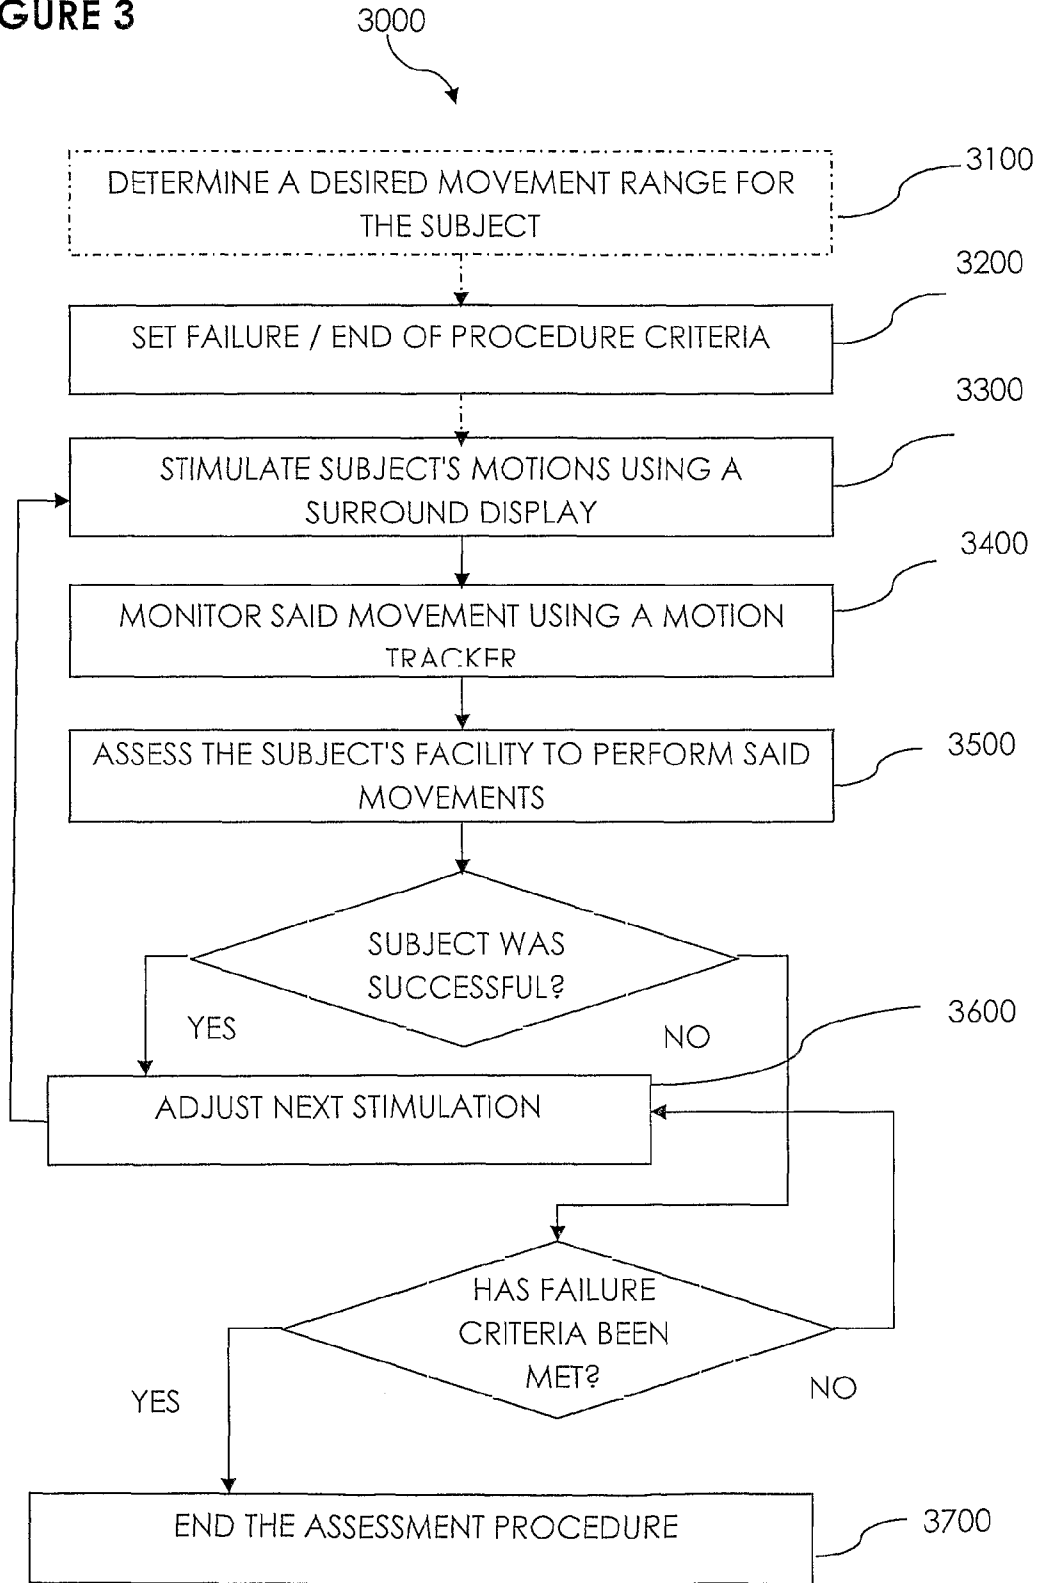 GURE 3
3000
DETERMINE A DESIRED MOVEMENT RANGE FOR
THE SUBJECT
3100
SET FAILURE / END OF PROCEDURE CRITERIA
3200
STIMULATE SUBJECT'S MOTIONS USING A
SURROUND DISPLAY
3300
MONITOR SAID MOVEMENT USING A MOTION
TRACKER
3400
ASSESS THE SUBJECT'S FACILITY TO PERFORM SAID
MOVEMENTS
3500
SUBJECT WAS
SUCCESSFUL?
YES
NO
ADJUST NEXT STIMULATION
3600
HAS FAILURE
CRITERIA BEEN
MET?
YES
NO
END THE ASSESSMENT PROCEDURE
3700